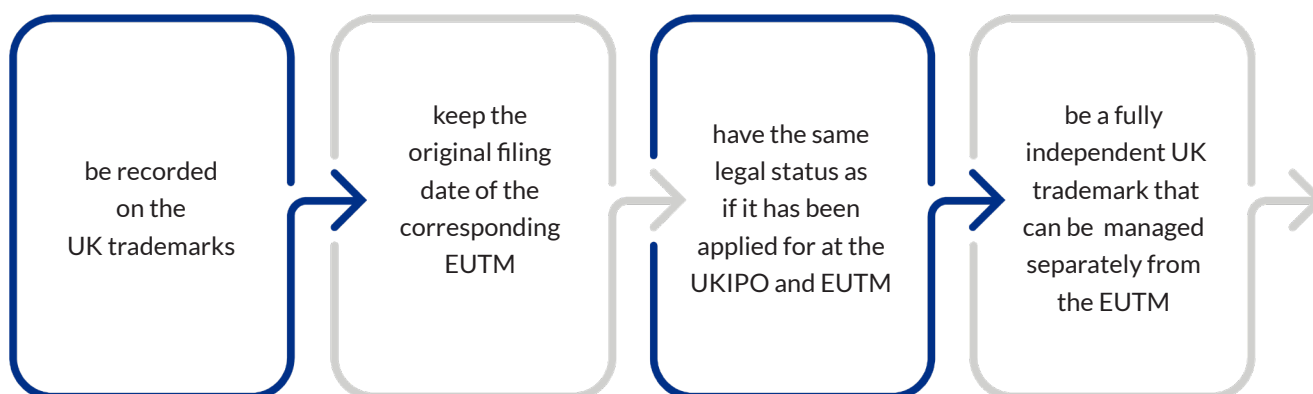 be recorded
on the
UK trademarks
keep the
original filing
date of the
corresponding
EUTM
have the same
legal status as
if it has been
applied for at the
UKIPO and EUTM
be a fully
independent UK
trademark that
can be managed
separately from
the EUTM